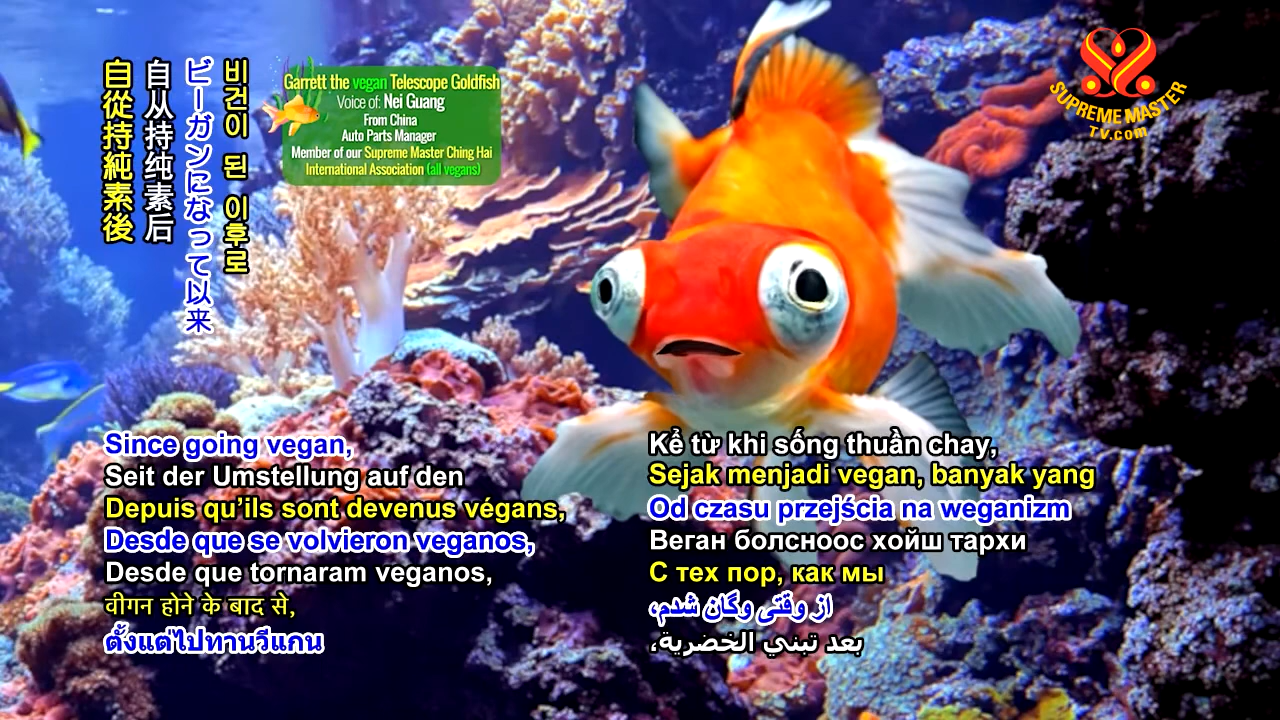 自從持純素後
自从持纯素后
ビーガンになって以来
비건이 된 이후로
Garrett the vegan Telescope Goldfish
Voice of: Nei Guang
From China
Auto Parts Manager
Member of our Supreme Master Ching Hai
International Association (all vegans)
SUPREME MASTER
TV.com
Since going vegan,
Seit der Umstellung auf den
Depuis qu’ils sont devenus végans,
Desde que se volvieron veganos,
Desde que tornaram veganos,
वीगन होने के बाद से,
ตั้งแต่ไปทานวีแกน
Kể từ khi sống thuần chay,
Sejak menjadi vegan, banyak yang
Od czasu przejścia na weganizm
Веган болсноос хойш тархи
С тех пор, как мы
از وقتی وگان شدم،
بعد تبني الخضرية،